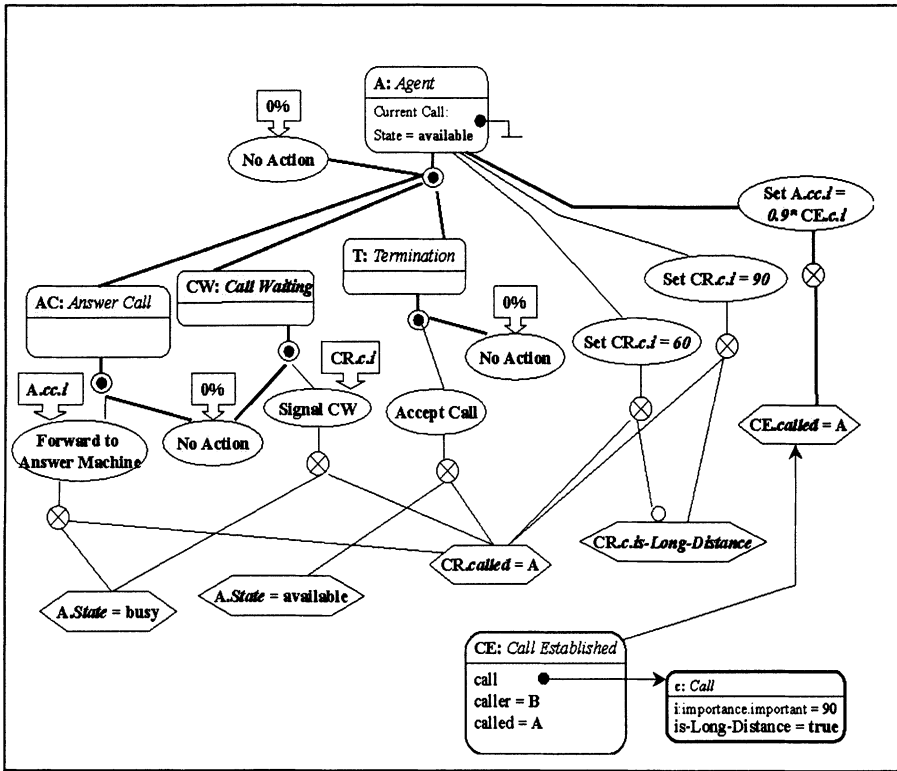 A: Agent
Current Call:
State = available
0%
No Action
Set A.cc.i =
0.9* CE.c.i
T: Termination
Set CR.c.i = 90
AC: Answer Call
CW: Call Waiting
0%
No Action
Set CR.c.i = 60
A.cc.i
0%
CR.c.i
Signal CW
Accept Call
CE.called = A
Forward to
Answer Machine
No Action
CR.c.is-Long-Distance
CR.called = A
A.State = busy
A.State = available
CE: Call Established
call
caller = B
called = A
c: Call
i:importance.important = 90
is-Long-Distance = true